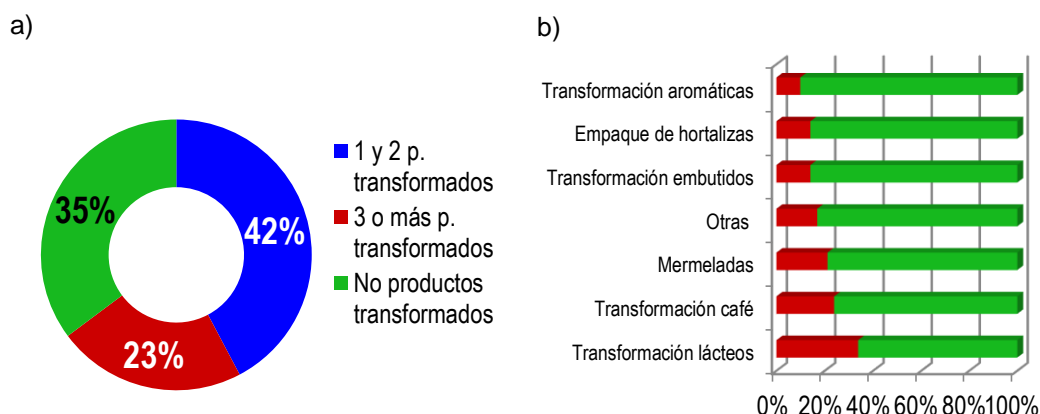 a)
35%
42%
23%
1 y 2 p.
transformados
3 o más p.
transformados
No productos
transformados
b)
Transformación aromáticas
Empaque de hortalizas
Transformación embutidos
Otras
Mermeladas
Transformación café
Transformación lácteos
0% 20% 40% 60% 80%100%